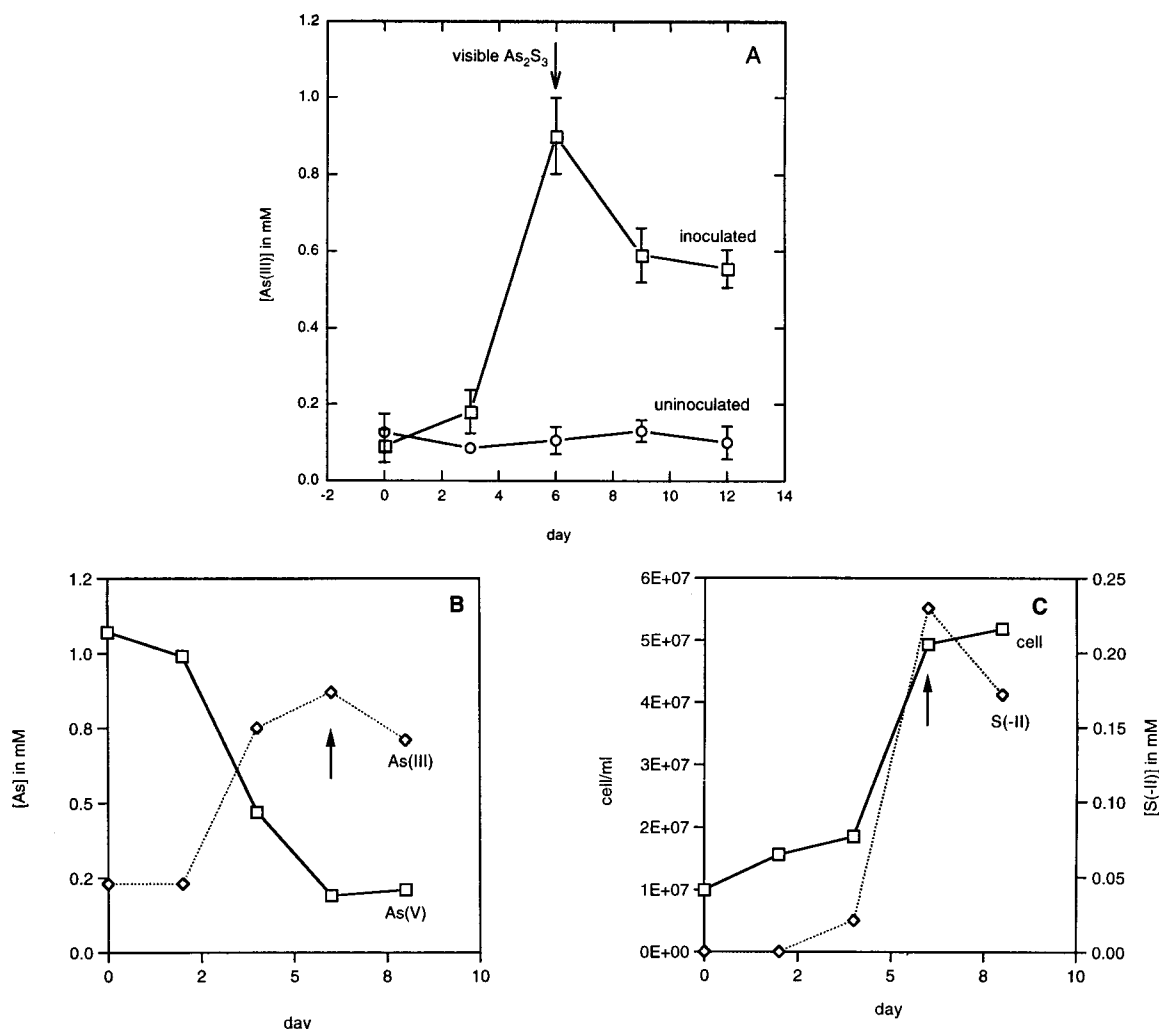 A
visible As₂S₃
1.2
1.0
0.8
0.6
0.4
0.2
0.0
[As(III)] in mM
inoculated
uninoculated
-2 0 2 4 6 8 10 12 14
day
B
1.2
1.0
0.8
0.5
0.2
0.0
[As] in mM
As(III)
As(V)
0 2 5 8 10
day
C
6E+07
5E+07
4E+07
3E+07
2E+07
1E+07
0E+00
cell/ml
cell
S(-II)
0.25
0.20
0.15
0.10
0.05
0.00
[S(-II)] in mM
0 2 5 8 10
day